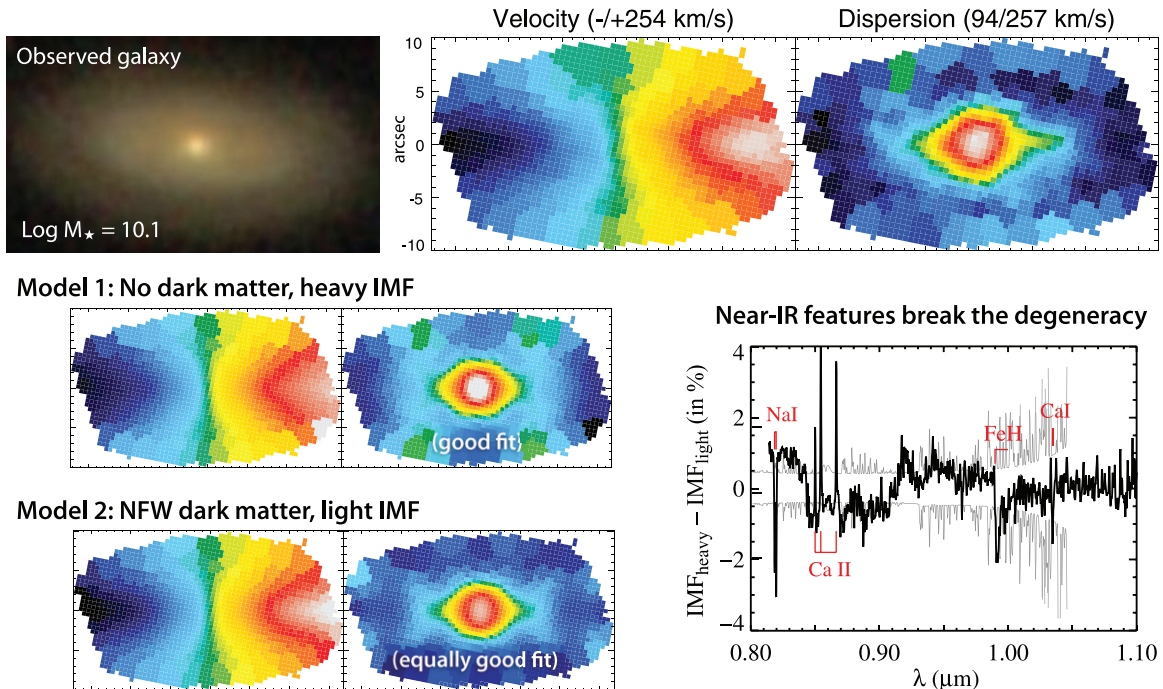 Observed galaxy
Log M⋆ = 10.1
Velocity (-/+254 km/s)
Dispersion (94/257 km/s)
10
5
0
-5
-10
arcsec
Model 1: No dark matter, heavy IMF
(good fit)
Model 2: NFW dark matter, light IMF
(equally good fit)
Near-IR features break the degeneracy
IMF_heavy − IMF_light (in %)
4
2
0
−2
−4
NaI
Ca II
FeH
CaI
0.80 0.90 1.00 1.10
λ (μm)